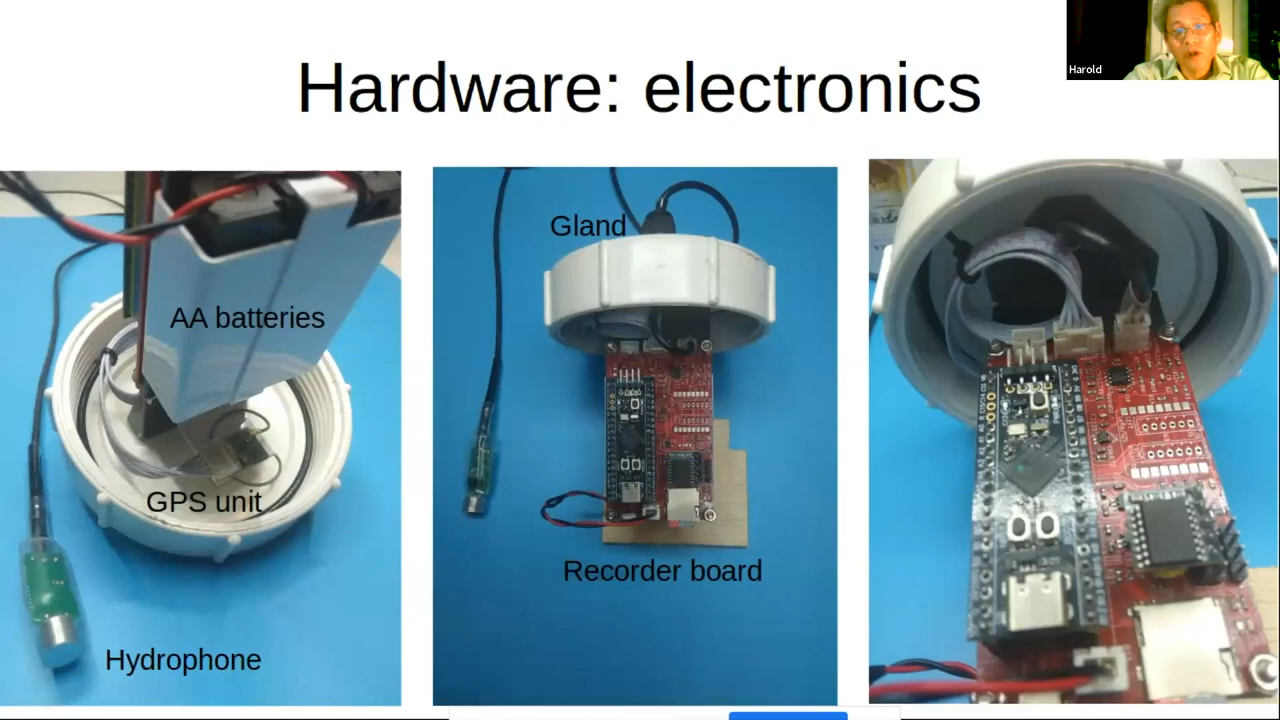 Harold
Hardware: electronics
AA batteries
GPS unit
Hydrophone
Gland
Recorder board